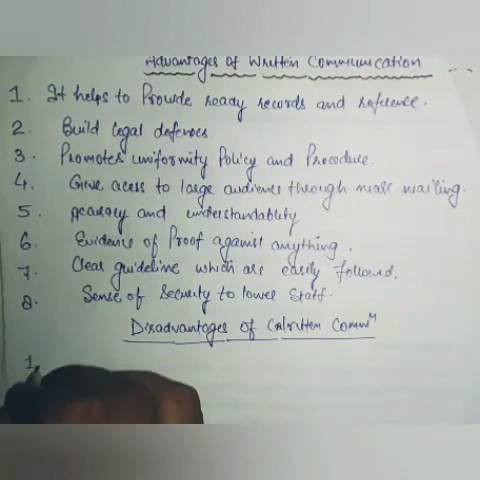 Advantages of Written Communication ...
1. It helps to Provide ready records and reference.
2. Build legal defences
3. Promotes uniformity Policy and Procedure.
4. Give acess to large audience through mass mailing.
5. Accuracy and understandability
6. Evidence of Proof against anything.
7. Clear guideline which are easily followed.
8. Sense of Security to lower Staff.
Disadvantages of Written Commn
1